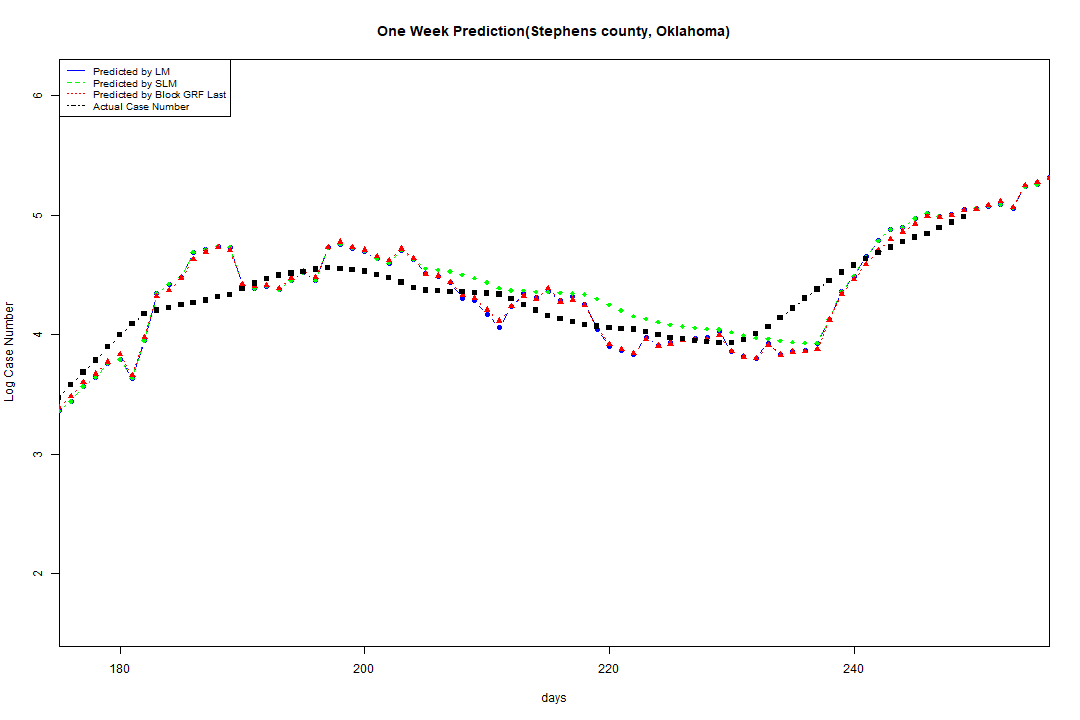 One Week Prediction(Stephens county, Oklahoma)
Predicted by LM
Predicted by SLM
Predicted by Block GRF Last
Actual Case Number
6
5
4
3
2
Log Case Number
180
200
220
240
days